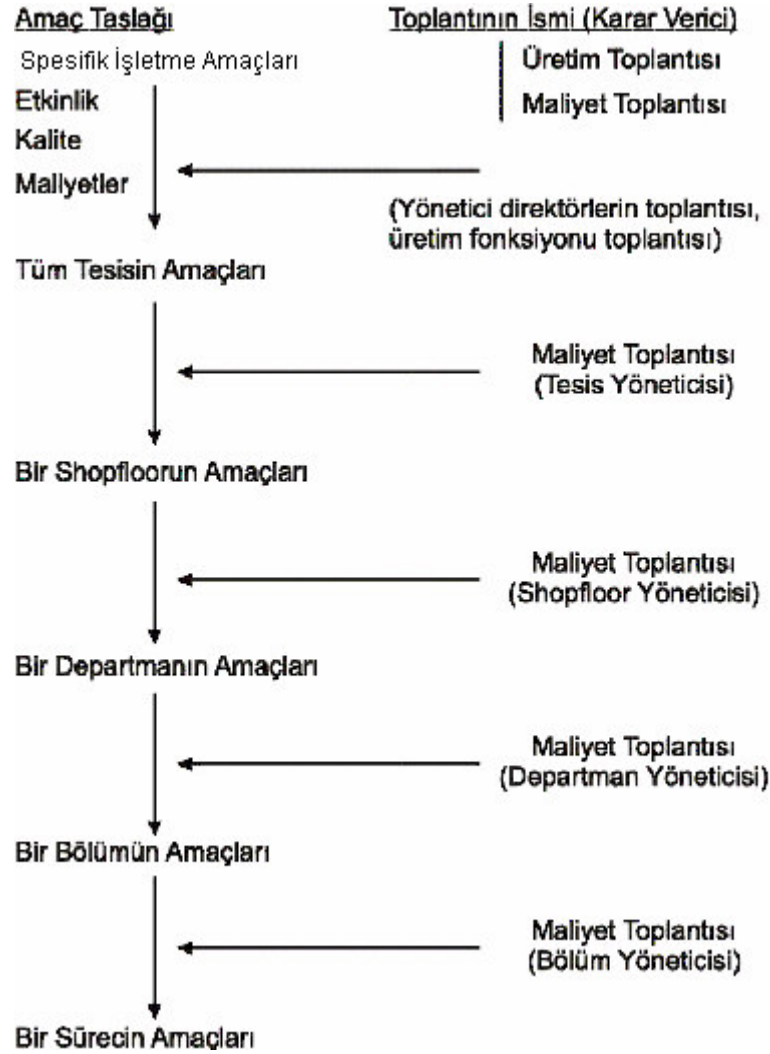 Amaç Taslağı
Toplantının İsmi (Karar Verici)
Spesifik İşletme Amaçları
Üretim Toplantısı
Etkinlik
Maliyet Toplantısı
Kalite
Maliyetler
(Yönetici direktörlerin toplantısı,
üretim fonksiyonu toplantısı)
Tüm Tesisin Amaçları
Maliyet Toplantısı
(Tesis Yöneticisi)
Bir Shopfloorun Amaçları
Maliyet Toplantısı
(Shopfloor Yöneticisi)
Bir Departmanın Amaçları
Maliyet Toplantısı
(Departman Yöneticisi)
Bir Bölümün Amaçları
Maliyet Toplantısı
(Bölüm Yöneticisi)
Bir Sürecin Amaçları